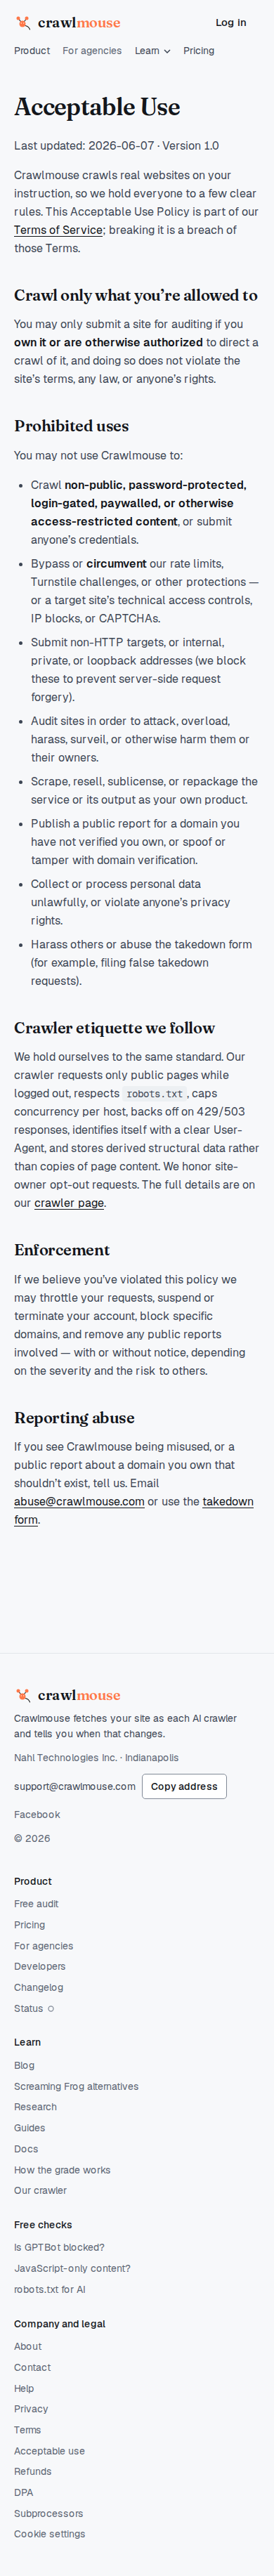 crawlmouse
Log in
Product For agencies Learn Pricing
Acceptable Use
Last updated: 2026-06-07 · Version 1.0
Crawlmouse crawls real websites on your
instruction, so we hold everyone to a few clear
rules. This Acceptable Use Policy is part of our
Terms of Service; breaking it is a breach of
those Terms.
Crawl only what you’re allowed to
You may only submit a site for auditing if you
own it or are otherwise authorized to direct a
crawl of it, and doing so does not violate the
site’s terms, any law, or anyone’s rights.
Prohibited uses
You may not use Crawlmouse to:
• Crawl non-public, password-protected,
login-gated, paywalled, or otherwise
access-restricted content, or submit
anyone’s credentials.
• Bypass or circumvent our rate limits,
Turnstile challenges, or other protections —
or a target site’s technical access controls,
IP blocks, or CAPTCHAs.
• Submit non-HTTP targets, or internal,
private, or loopback addresses (we block
these to prevent server-side request
forgery).
• Audit sites in order to attack, overload,
harass, surveil, or otherwise harm them or
their owners.
• Scrape, resell, sublicense, or repackage the
service or its output as your own product.
• Publish a public report for a domain you
have not verified you own, or spoof or
tamper with domain verification.
• Collect or process personal data
unlawfully, or violate anyone’s privacy
rights.
• Harass others or abuse the takedown form
(for example, filing false takedown
requests).
Crawler etiquette we follow
We hold ourselves to the same standard. Our
crawler requests only public pages while
logged out, respects robots.txt, caps
concurrency per host, backs off on 429/503
responses, identifies itself with a clear User-
Agent, and stores derived structural data rather
than copies of page content. We honor site-
owner opt-out requests. The full details are on
our crawler page.
Enforcement
If we believe you’ve violated this policy we
may throttle your requests, suspend or
terminate your account, block specific
domains, and remove any public reports
involved — with or without notice, depending
on the severity and the risk to others.
Reporting abuse
If you see Crawlmouse being misused, or a
public report about a domain you own that
shouldn’t exist, tell us. Email
abuse@crawlmouse.com or use the takedown
form.
crawlmouse
Crawlmouse fetches your site as each AI crawler
and tells you when that changes.
Nahl Technologies Inc. · Indianapolis
support@crawlmouse.com Copy address
Facebook
© 2026
Product
Free audit
Pricing
For agencies
Developers
Changelog
Status
Learn
Blog
Screaming Frog alternatives
Research
Guides
Docs
How the grade works
Our crawler
Free checks
Is GPTBot blocked?
JavaScript-only content?
robots.txt for AI
Company and legal
About
Contact
Help
Privacy
Terms
Acceptable use
Refunds
DPA
Subprocessors
Cookie settings